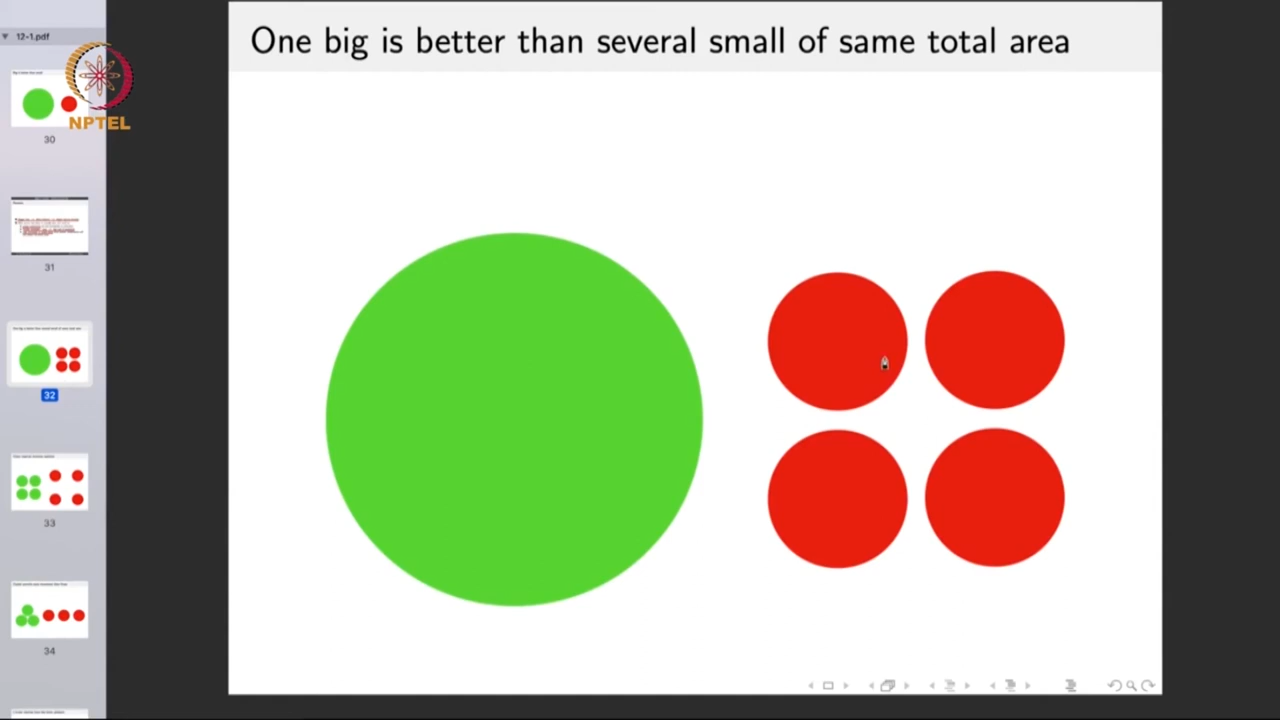 One big is better than several small of same total area
12-1.pdf
NPTEL
30
31
32
33
34